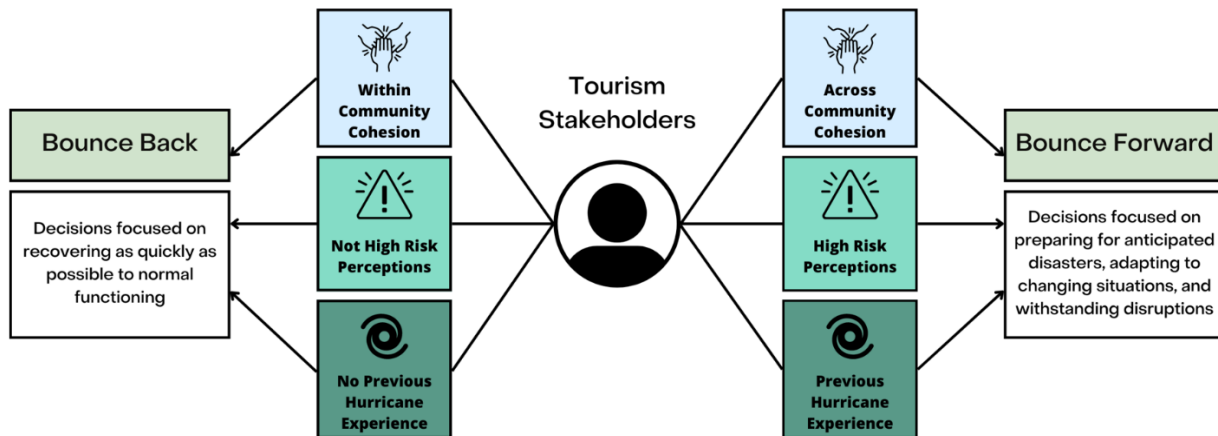 Bounce Back
Decisions focused on
recovering as quickly as
possible to normal
functioning
Within
Community
Cohesion
Not High Risk
Perceptions
No Previous
Hurricane
Experience
Tourism
Stakeholders
Across
Community
Cohesion
High Risk
Perceptions
Previous
Hurricane
Experience
Bounce Forward
Decisions focused on
preparing for anticipated
disasters, adapting to
changing situations, and
withstanding disruptions